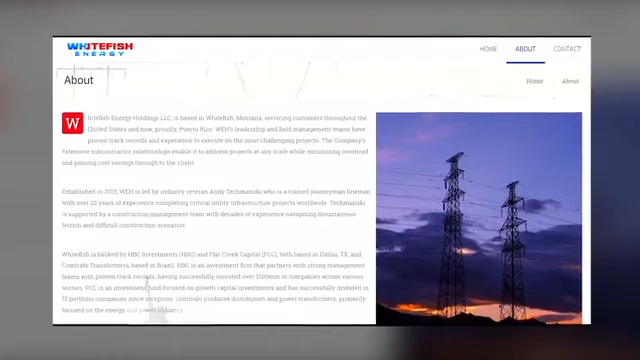 WHITEFISH
ENERGY
HOME
ABOUT
CONTACT
About
Home
About
Whitefish Energy Holdings LLC. is based in Whitefish, Montana, servicing customers throughout the
United States and now, proudly, Puerto Rico. WEH's leadership and field management teams have
proven track records and experience to execute on the most challenging projects. The Company's
extensive subcontractor relationships enable it to address projects at any scale while minimizing overhead
and passing cost savings through to the client.
Established in 2015, WEH is led by industry veteran Andy Techmanski who is a trained journeyman lineman
with over 22 years of experience completing critical utility infrastructure projects worldwide. Techmanski
is supported by a construction management team with decades of experience navigating mountainous
terrain and difficult construction scenarios.
Whitefish is backed by HBC Investments (HBC) and Flat Creek Capital (FCC), both based in Dallas, TX, and
Comtrafo Transformers, based in Brazil. HBC is an investment firm that partners with strong management
teams with proven track records, having successfully invested over $100mm in companies across various
sectors. FCC is an investment fund focused on growth capital investments and has successfully invested in
12 portfolio companies since inception. Comtrafo produces distribution and power transformers, primarily
focused on the energy and power industry.